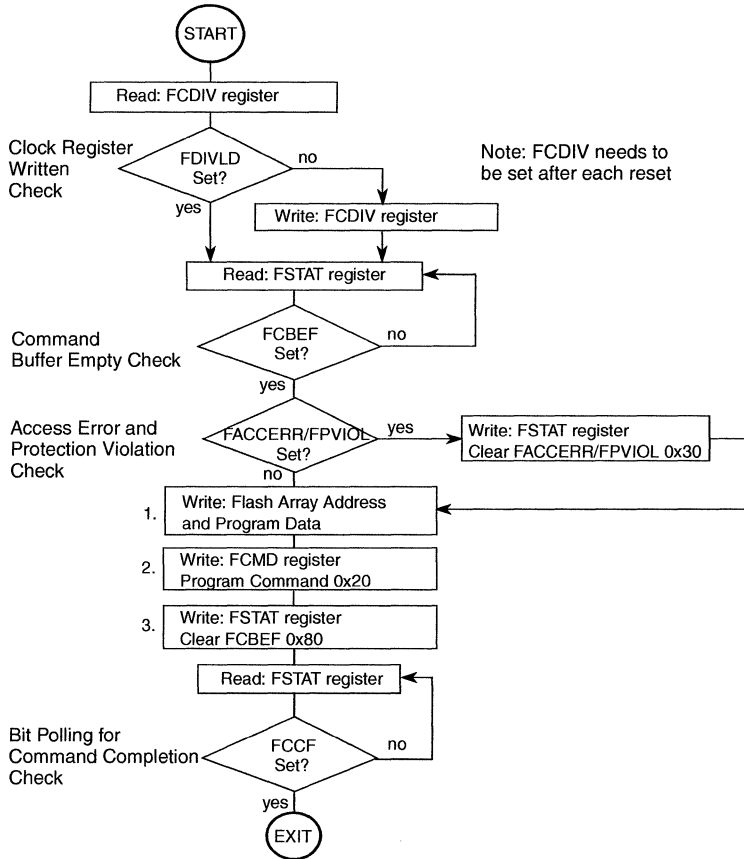 START
Read: FCDIV register
Clock Register
Written
Check
FDIVLD
Set?
no
yes
Note: FCDIV needs to
be set after each reset
Write: FCDIV register
Read: FSTAT register
Command
Buffer Empty Check
FCBEF
Set?
no
yes
Access Error and
Protection Violation
Check
FACCERR/FPVIOL
Set?
yes
no
Write: FSTAT register
Clear FACCERR/FPVIOL 0x30
1.
Write: Flash Array Address
and Program Data
2.
Write: FCMD register
Program Command 0x20
3.
Write: FSTAT register
Clear FCBEF 0x80
Read: FSTAT register
Bit Polling for
Command Completion
Check
FCCF
Set?
no
yes
EXIT